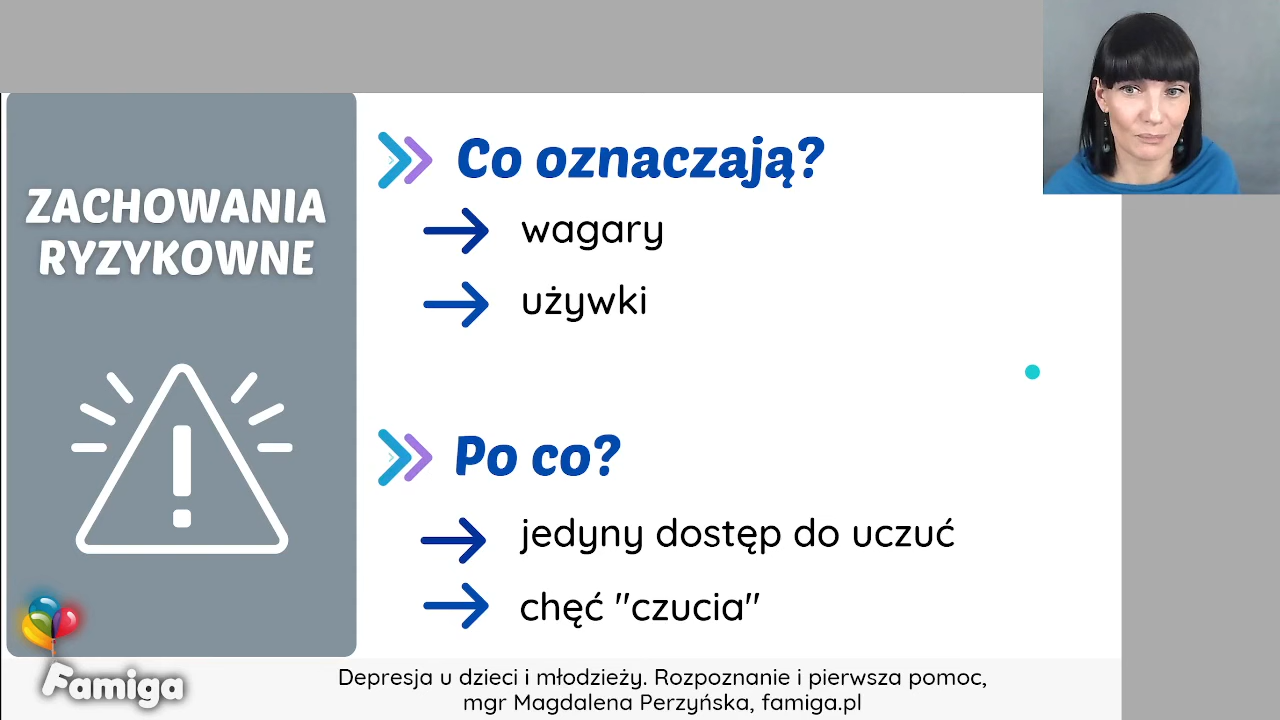 ZACHOWANIA
RYZYKOWNE
Co oznaczają?
wagary
używki
Po co?
jedyny dostęp do uczuć
chęć "czucia"
Famiga
Depresja u dzieci i młodzieży. Rozpoznanie i pierwsza pomoc,
mgr Magdalena Perzyńska, famiga.pl